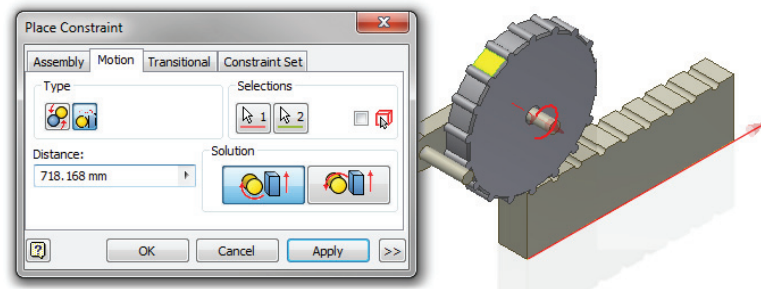 Place Constraint
Assembly Motion Transitional Constraint Set
Type
Selections
1 2
Distance:
718.168 mm
Solution
OK Cancel Apply >>